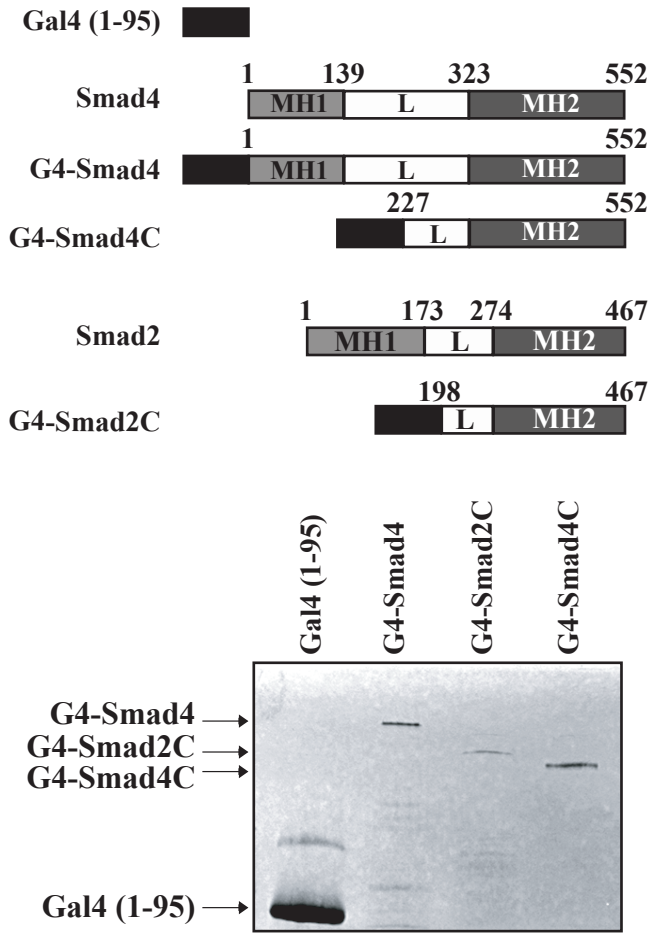 Gal4 (1-95)
1 139 323 552
Smad4 MH1 L MH2
1 552
G4-Smad4 MH1 L MH2
227 552
G4-Smad4C L MH2
1 173 274 467
Smad2 MH1 L MH2
198 467
G4-Smad2C L MH2
Gal4 (1-95)
G4-Smad4
G4-Smad2C
G4-Smad4C
G4-Smad4
G4-Smad2C
G4-Smad4C
Gal4 (1-95)